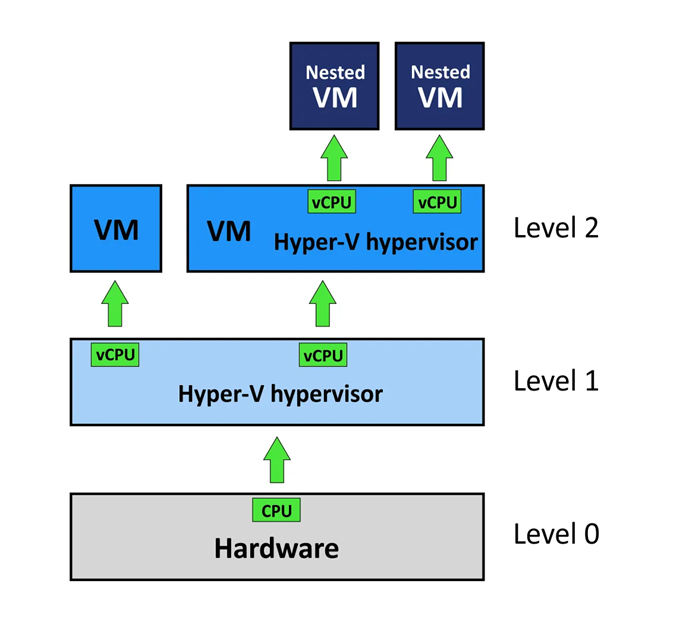 Nested
VM
Nested
VM
vCPU
vCPU
VM
VM
Hyper-V hypervisor
Level 2
vCPU
vCPU
Hyper-V hypervisor
Level 1
CPU
Hardware
Level 0